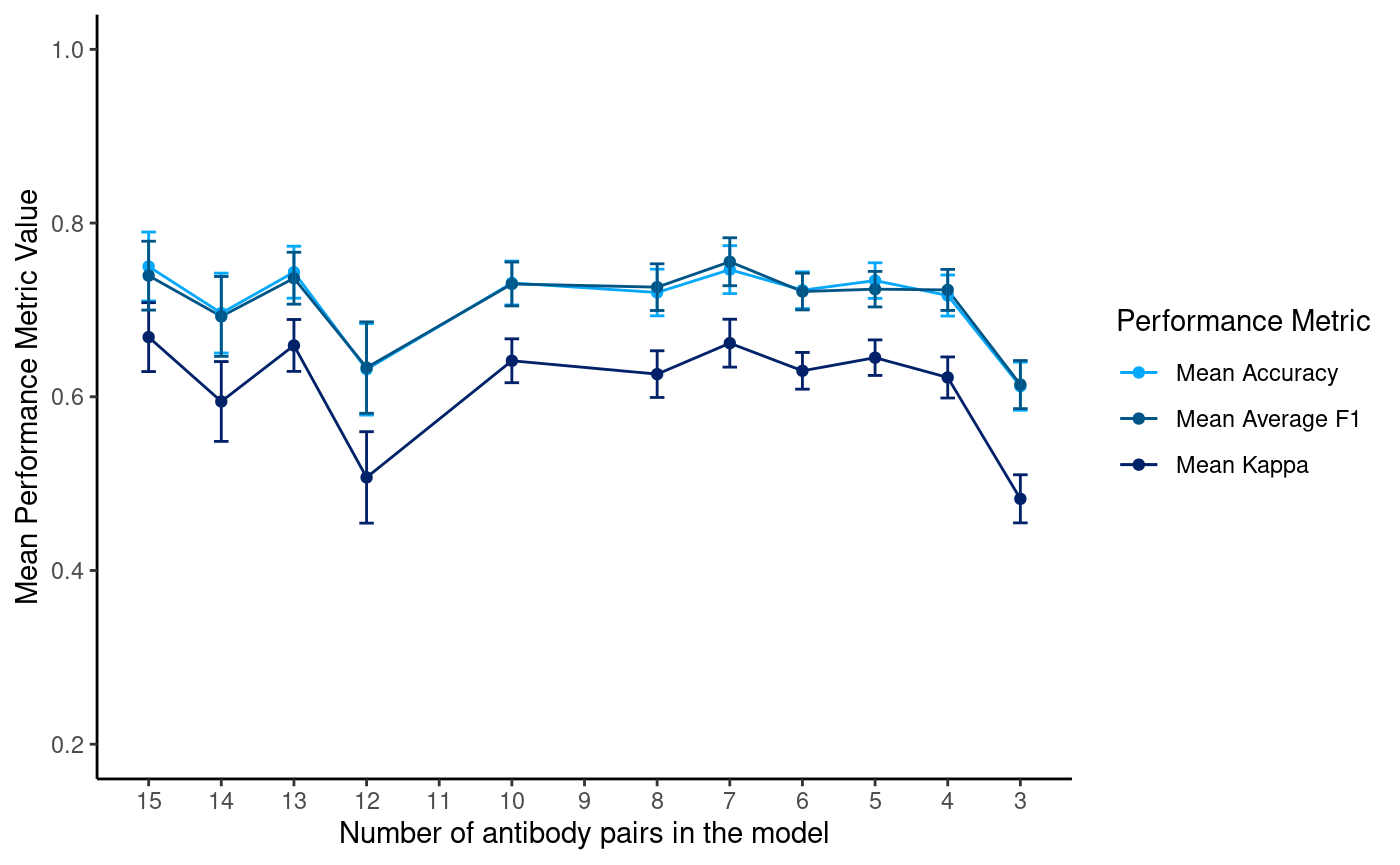 Mean Performance Metric Value
1.0
0.8
0.6
0.4
0.2
15 14 13 12 11 10 9 8 7 6 5 4 3
Number of antibody pairs in the model
Performance Metric
Mean Accuracy
Mean Average F1
Mean Kappa